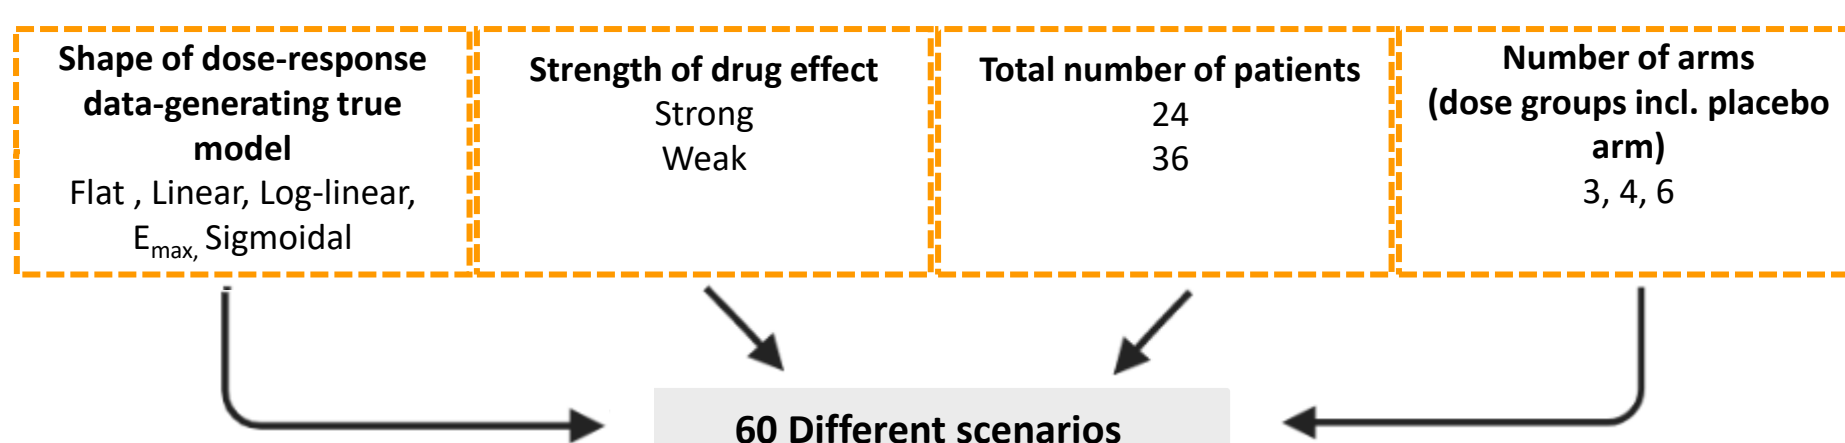 Shape of dose-response
data-generating true
model
Flat , Linear, Log-linear,
Emax, Sigmoidal
Strength of drug effect
Strong
Weak
Total number of patients
24
36
Number of arms
(dose groups incl. placebo
arm)
3, 4, 6
60 Different scenarios